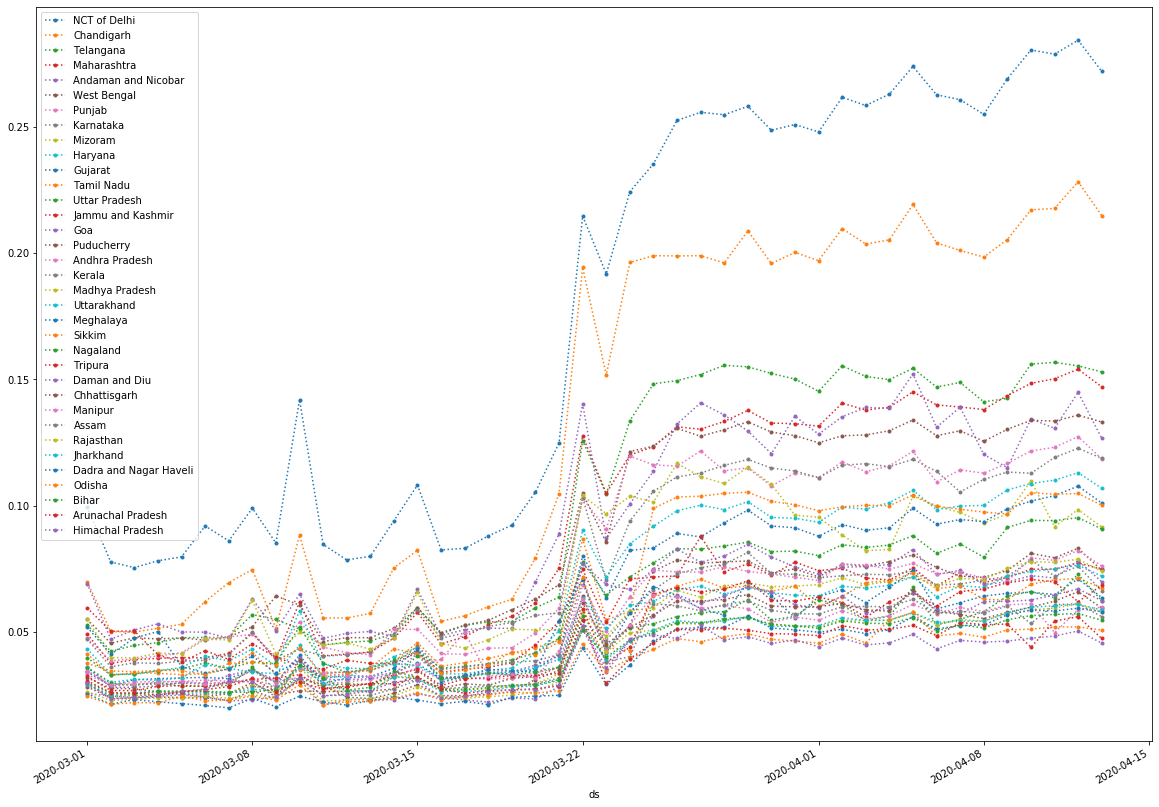 NCT of Delhi
Chandigarh
Telangana
Maharashtra
Andaman and Nicobar
West Bengal
Punjab
Karnataka
Mizoram
Haryana
Gujarat
Tamil Nadu
Uttar Pradesh
Jammu and Kashmir
Goa
Puducherry
Andhra Pradesh
Kerala
Madhya Pradesh
Uttarakhand
Meghalaya
Sikkim
Nagaland
Tripura
Daman and Diu
Chhattisgarh
Manipur
Assam
Rajasthan
Jharkhand
Dadra and Nagar Haveli
Odisha
Bihar
Arunachal Pradesh
Himachal Pradesh
0.25
0.20
0.15
0.10
0.05
2020-03-01
2020-03-08
2020-03-15
2020-03-22
2020-04-01
2020-04-08
2020-04-15
ds